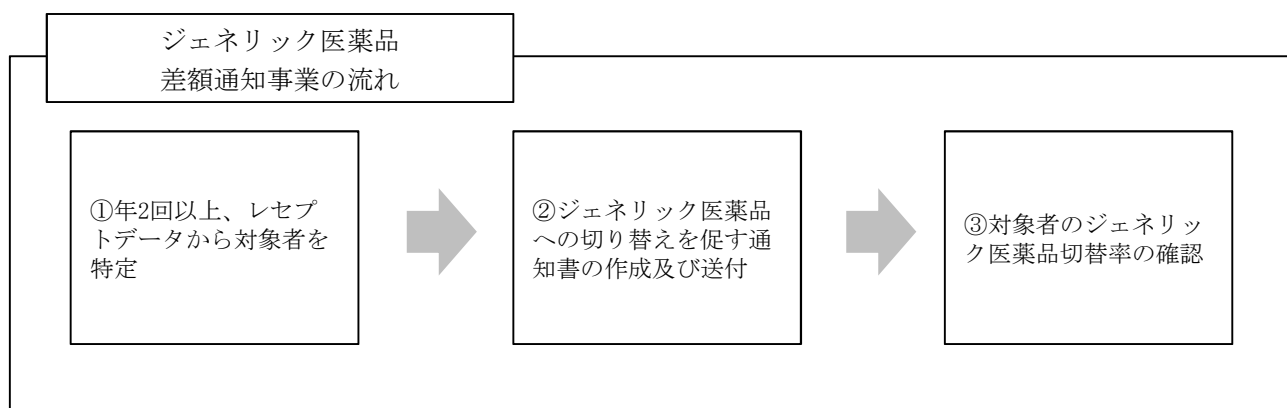 ジェネリック医薬品
差額通知事業の流れ
①年2回以上、レセプ
トデータから対象者を
特定
②ジェネリック医薬品
への切り替えを促す通
知書の作成及び送付
③対象者のジェネリッ
ク医薬品切替率の確認